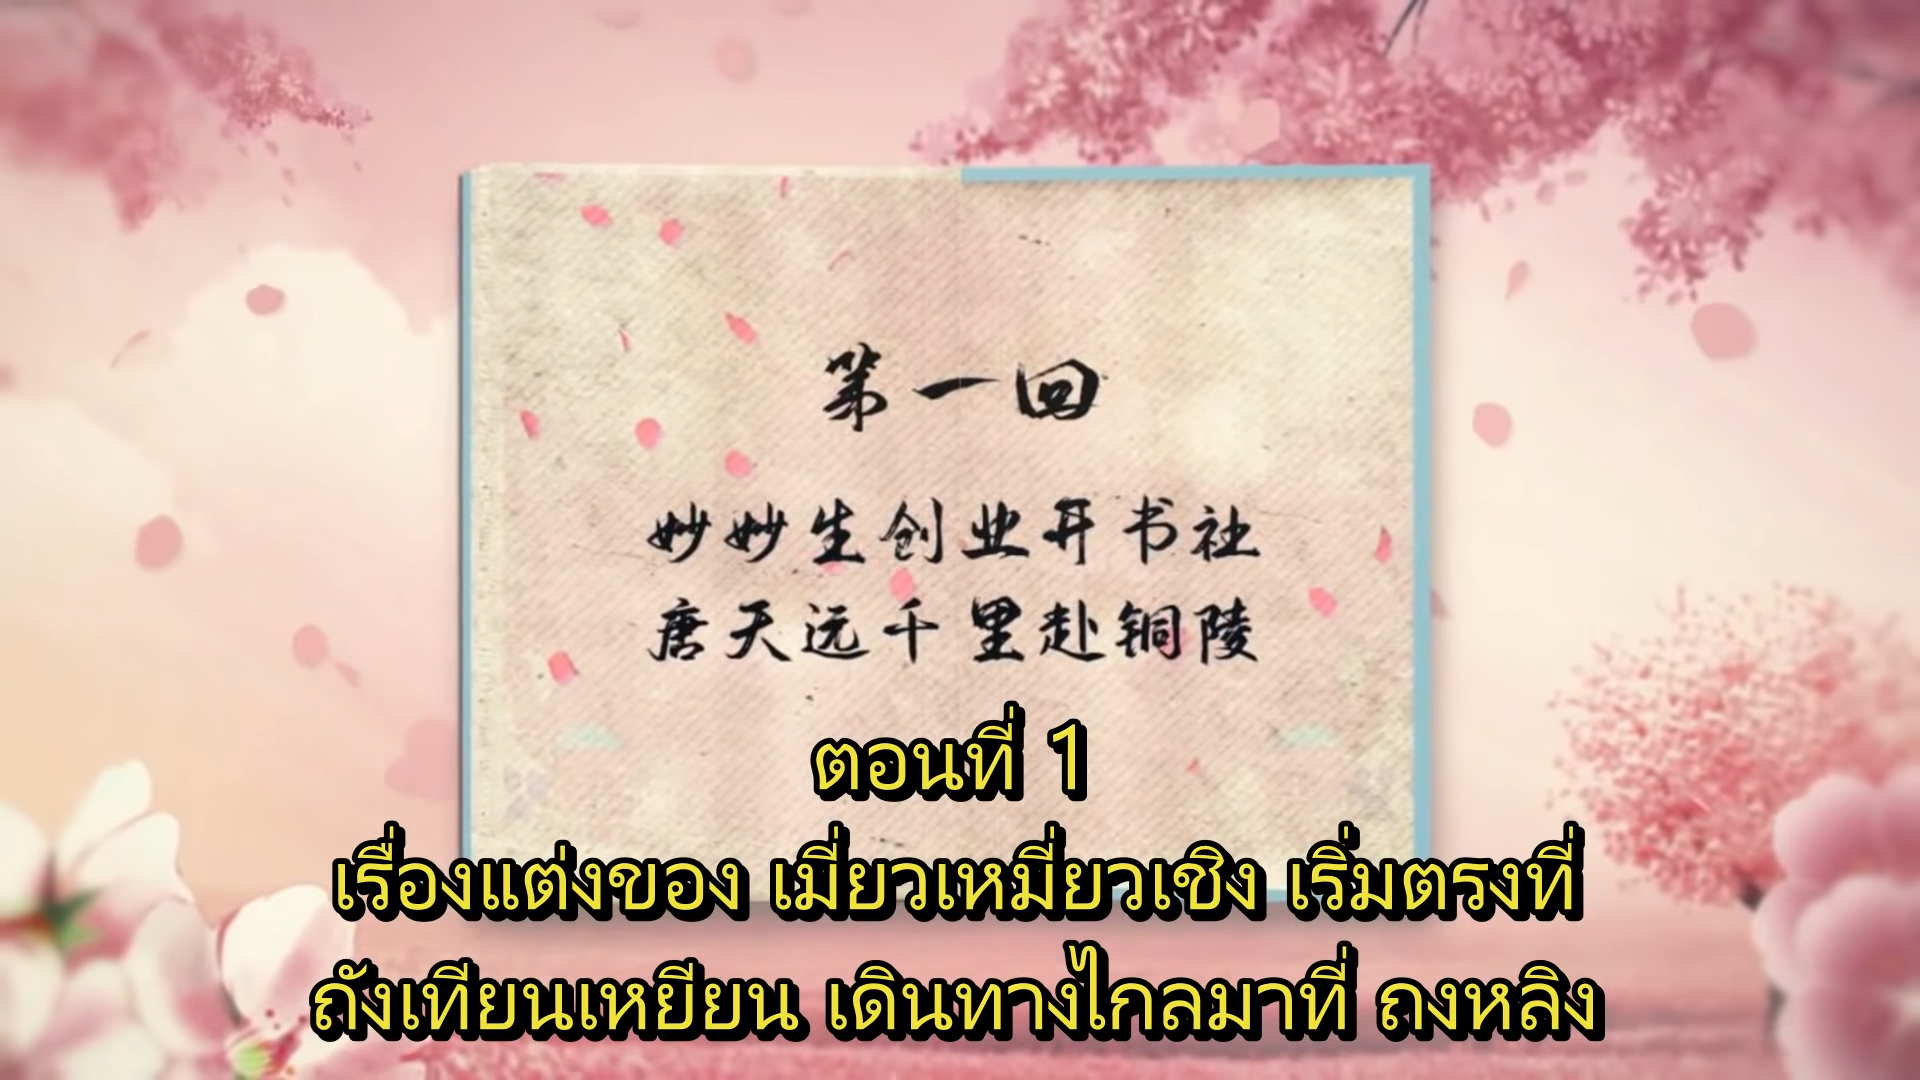 第一回
妙妙生创业开书社
唐天远千里赴铜陵
ตอนที่ 1
เรื่องแต่งของ เมี่ยวเหมี่ยวเชิง เริ่มตรงที่
ถังเทียนเหยียน เดินทางไกลมาที่ ถงหลิง